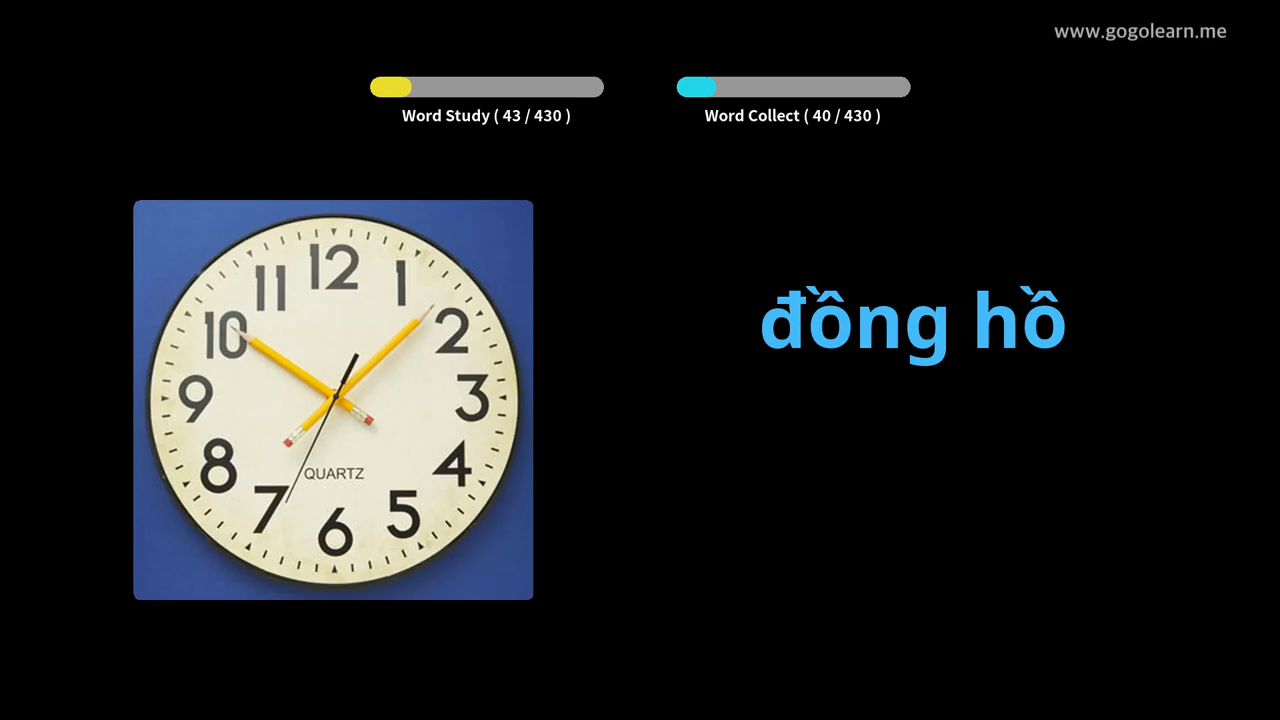 www.gogolearn.me
Word Study ( 43 / 430 )
Word Collect ( 40 / 430 )
12
11
1
10
2
9
3
8
4
QUARTZ
7
5
6
đồng hồ